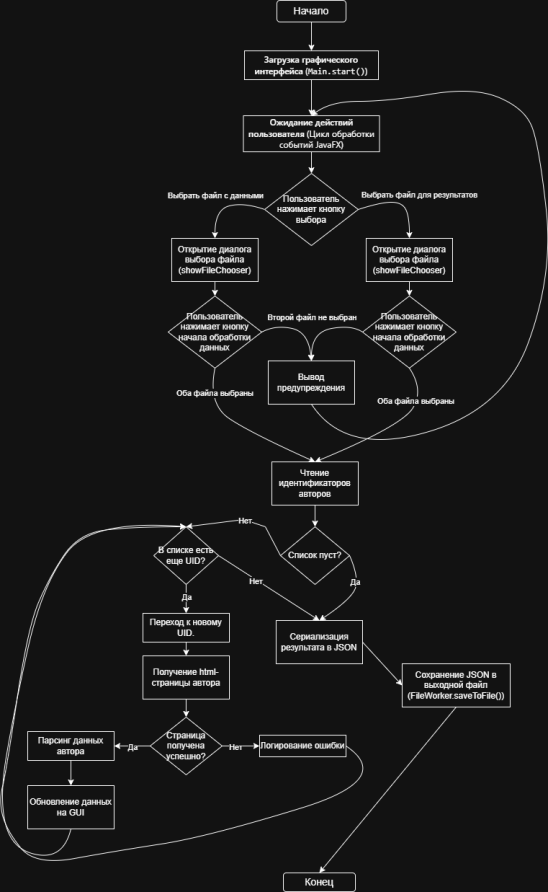 Начало
Загрузка графического
интерфейса (Main.start())
Ожидание действий
пользователя (Цикл обработки
событий JavaFX)
Выбрать файл с данными
Пользователь
нажимает кнопку
выбора
Выбрать файл для результатов
Открытие диалога
выбора файла
(showFileChooser)
Открытие диалога
выбора файла
(showFileChooser)
Пользователь
нажимает кнопку
начала обработки
данных
Второй файл не выбран
Пользователь
нажимает кнопку
начала обработки
данных
Вывод
предупреждения
Оба файла выбраны
Оба файла выбраны
Чтение
идентификаторов
авторов
Нет
В списке есть
еще UID?
Список пуст?
Нет
Да
Да
Переход к новому
UID.
Сериализация
результата в JSON
Получение html-
страницы автора
Сохранение JSON в
выходной файл
(FileWorker.saveToFile())
Парсинг данных
автора
Да
Страница
получена
успешно?
Нет
Логирование ошибки
Обновление данных
на GUI
Конец